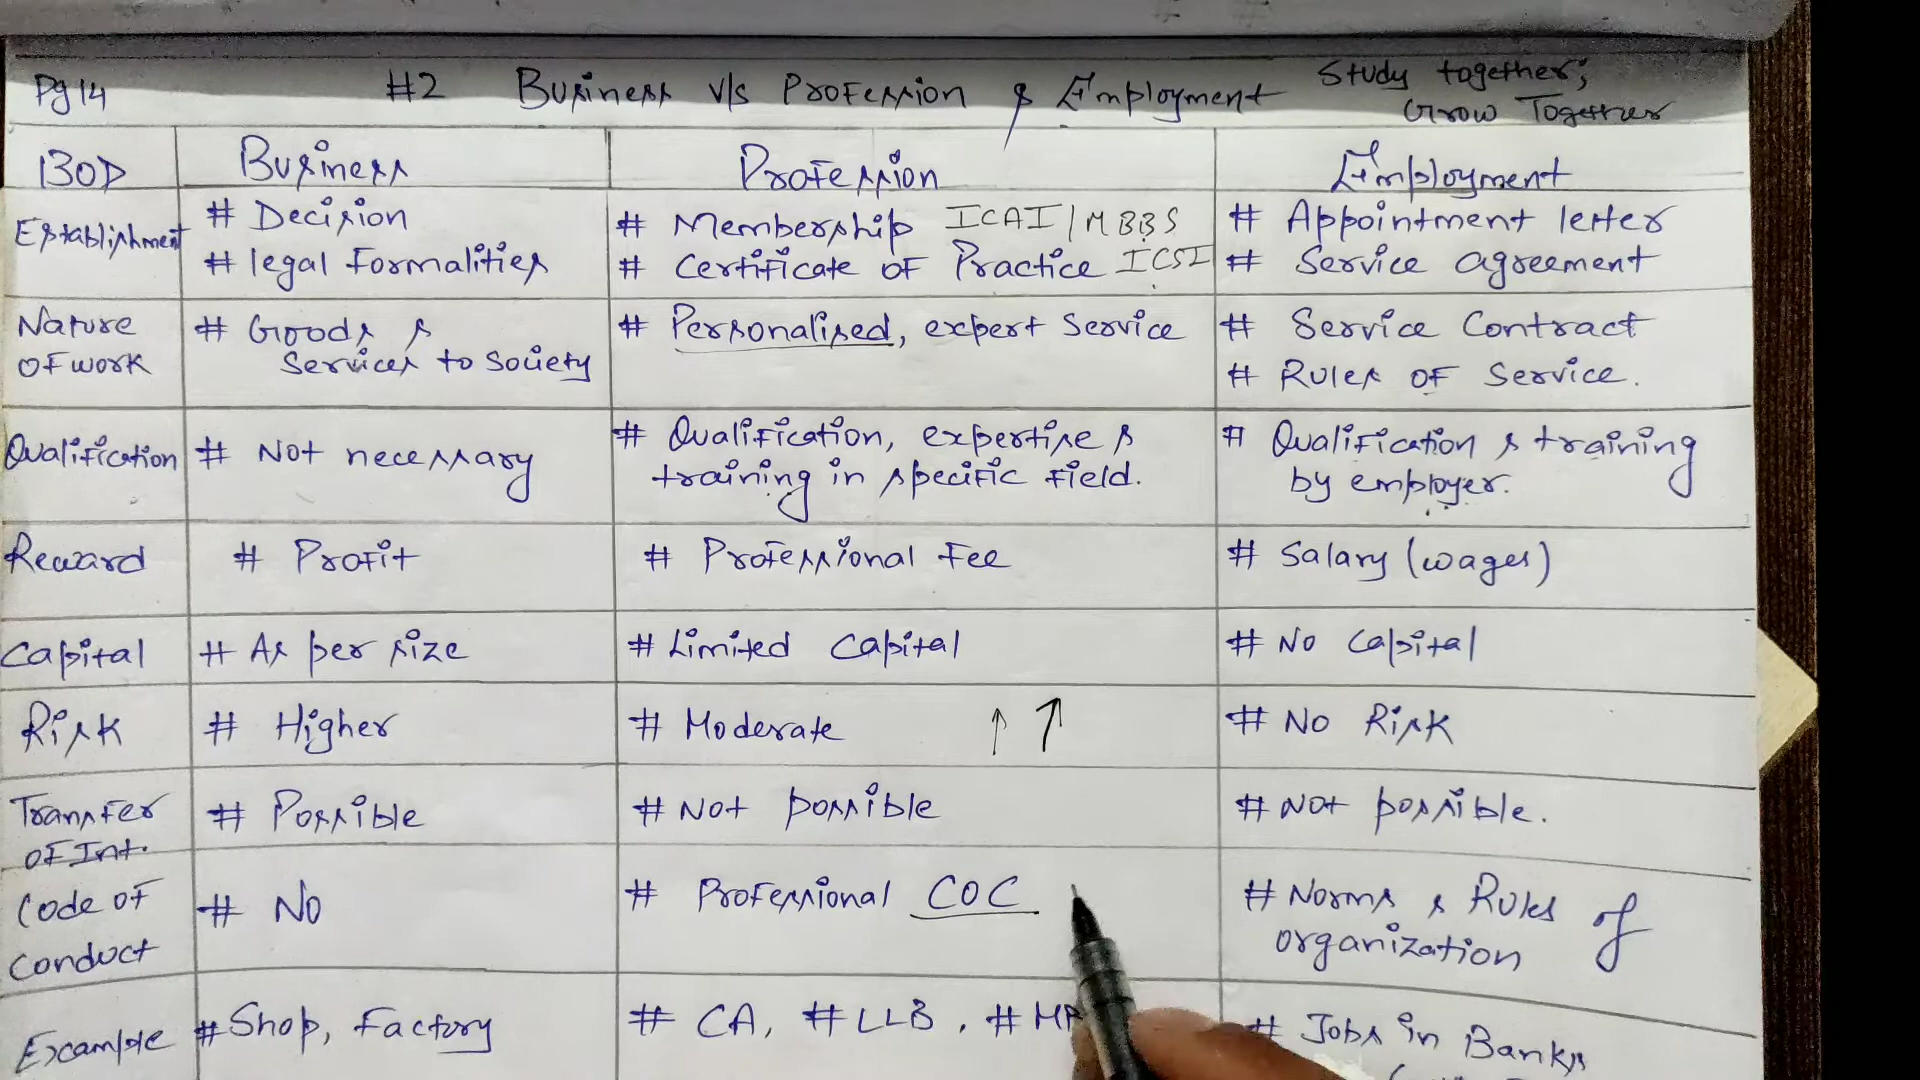 Pg 14
#2 Business v/s Profession & Employment
Study together;
Grow Together
BOD
Business
Profession
Employment
Establishment
# Decision
# legal Formalities
# Membership ICAI / MBBS
# Certificate of Practice ICSI
# Appointment letter
# Service agreement
Nature
of work
# Goods &
Services to Society
# Personalised, expert Service
# Service Contract
# Rules of Service.
Qualification
# Not necessary
# Qualification, expertise &
training in specific Field.
# Qualification & training
by employer.
Reward
# Profit
# Professional Fee
# Salary (wages)
Capital
# As per size
# Limited Capital
# No Capital
Risk
# Higher
# Moderate ↑ ↑
# No Risk
Transfer
of Int.
# Possible
# Not possible
# Not possible.
Code of
Conduct
# No
# Professional COC
# Norms & Rules of
organization
Example
# Shop, Factory
# CA, # LLB, #
# Jobs in Banks